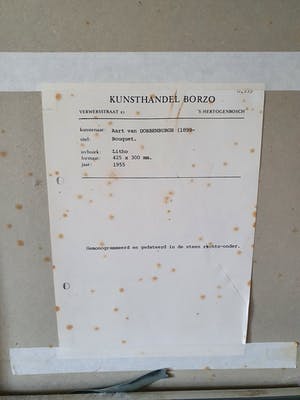 KUNSTHANDEL BORZO
VERWERSSTRAAT 21 'S HERTOGENBOSCH
kunstenaar: Aart van DOBBENBURGH (1899-
titel: Bouquet.
techniek: Litho
formaat: 425 x 300 mm.
jaar: 1955
Gemonogrammeerd en gedateerd in de steen rechts-onder.